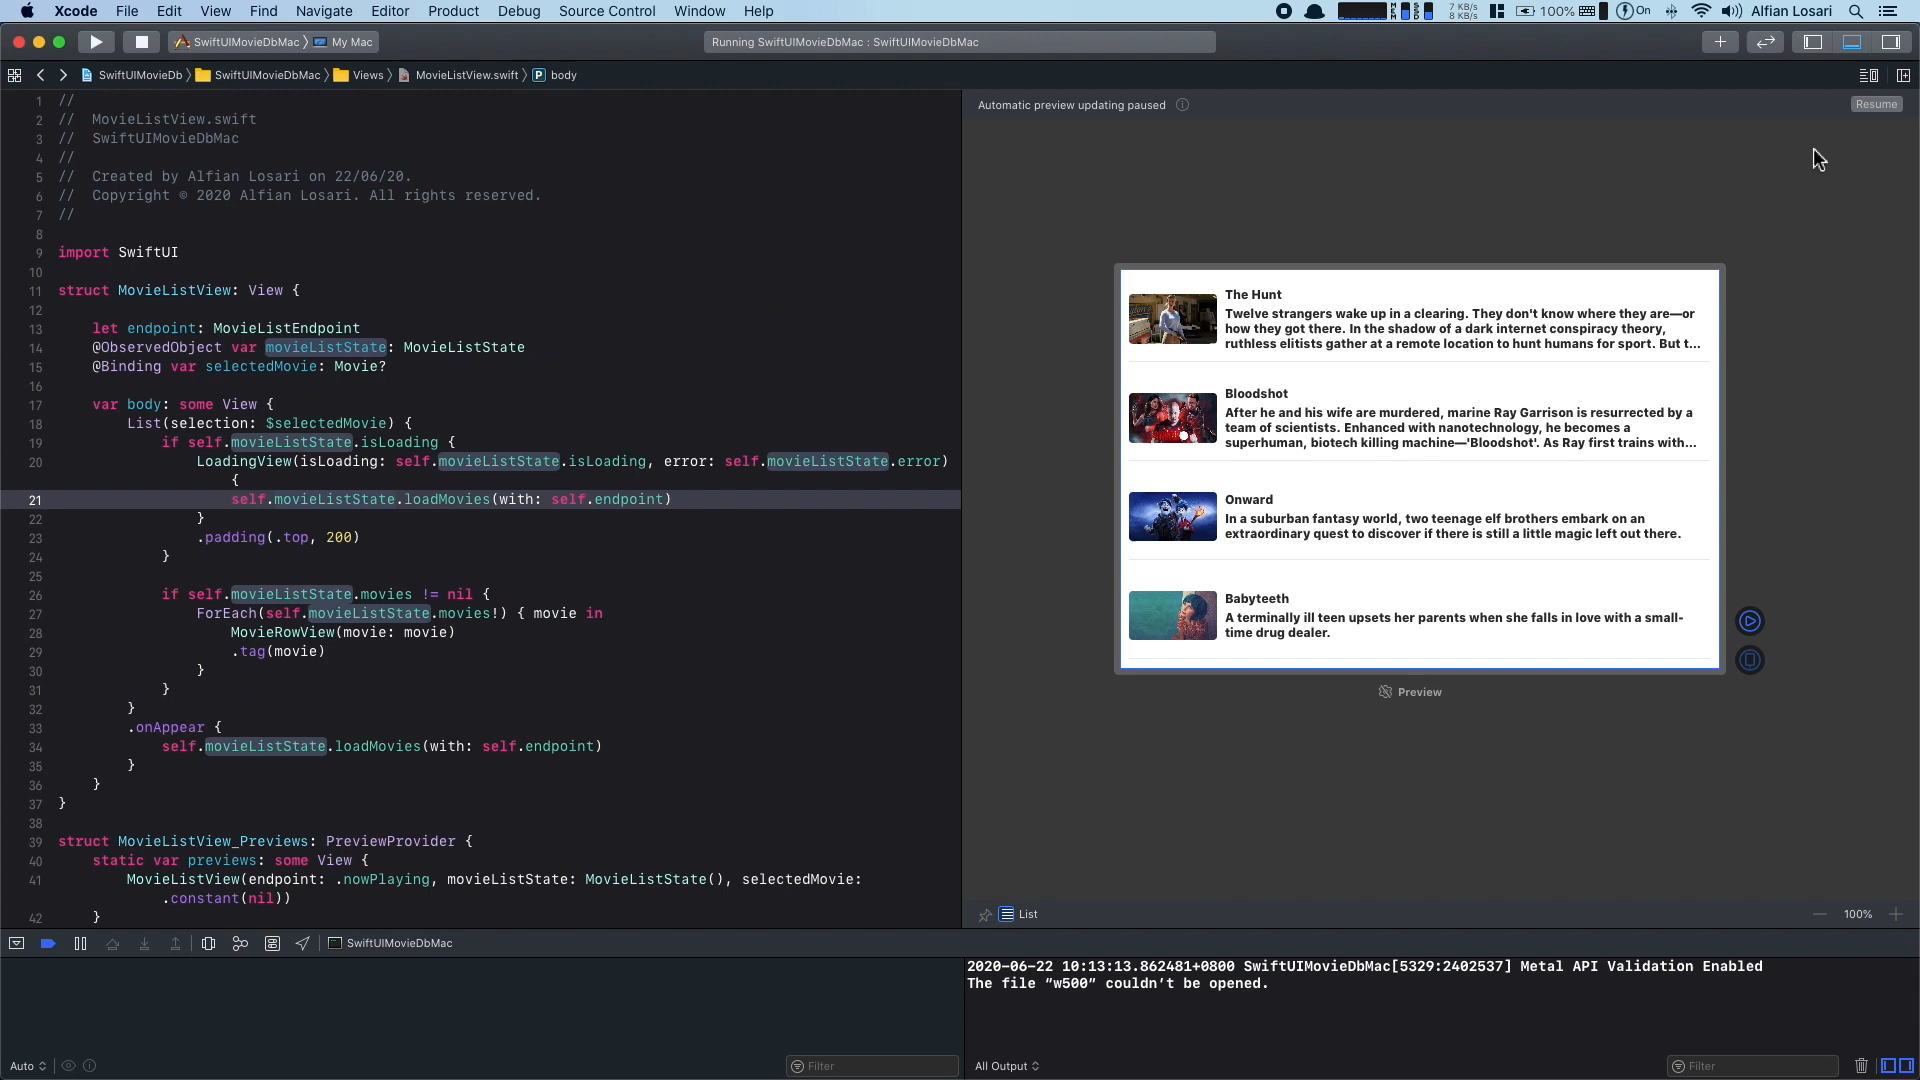 Xcode File Edit View Find Navigate Editor Product Debug Source Control Window Help 7 KB/s 8 KB/s 100% On Alfian Losari
SwiftUIMovieDbMac My Mac Running SwiftUIMovieDbMac : SwiftUIMovieDbMac
SwiftUIMovieDb SwiftUIMovieDbMac Views MovieListView.swift P body
1 //
2 // MovieListView.swift
3 // SwiftUIMovieDbMac
4 //
5 // Created by Alfian Losari on 22/06/20.
6 // Copyright © 2020 Alfian Losari. All rights reserved.
7 //
8
9 import SwiftUI
10
11 struct MovieListView: View {
12
13 let endpoint: MovieListEndpoint
14 @ObservedObject var movieListState: MovieListState
15 @Binding var selectedMovie: Movie?
16
17 var body: some View {
18 List(selection: $selectedMovie) {
19 if self.movieListState.isLoading {
20 LoadingView(isLoading: self.movieListState.isLoading, error: self.movieListState.error)
{
21 self.movieListState.loadMovies(with: self.endpoint)
22 }
23 .padding(.top, 200)
24 }
25
26 if self.movieListState.movies != nil {
27 ForEach(self.movieListState.movies!) { movie in
28 MovieRowView(movie: movie)
29 .tag(movie)
30 }
31 }
32 }
33 .onAppear {
34 self.movieListState.loadMovies(with: self.endpoint)
35 }
36 }
37 }
38
39 struct MovieListView_Previews: PreviewProvider {
40 static var previews: some View {
41 MovieListView(endpoint: .nowPlaying, movieListState: MovieListState(), selectedMovie:
.constant(nil))
42 }
Automatic preview updating paused Resume
The Hunt
Twelve strangers wake up in a clearing. They don't know where they are—or
how they got there. In the shadow of a dark internet conspiracy theory,
ruthless elitists gather at a remote location to hunt humans for sport. But t...
Bloodshot
After he and his wife are murdered, marine Ray Garrison is resurrected by a
team of scientists. Enhanced with nanotechnology, he becomes a
superhuman, biotech killing machine—'Bloodshot'. As Ray first trains with...
Onward
In a suburban fantasy world, two teenage elf brothers embark on an
extraordinary quest to discover if there is still a little magic left out there.
Babyteeth
A terminally ill teen upsets her parents when she falls in love with a small-
time drug dealer.
Preview
List 100%
SwiftUIMovieDbMac
2020-06-22 10:13:13.862481+0800 SwiftUIMovieDbMac[5329:2402537] Metal API Validation Enabled
The file “w500” couldn’t be opened.
Auto Filter All Output Filter